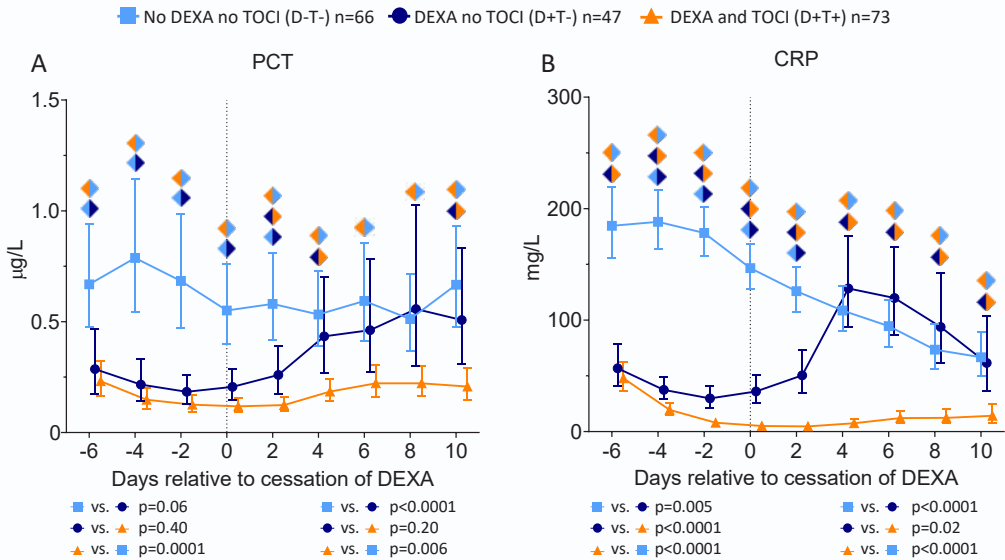 No DEXA no TOCI (D-T-) n=66 DEXA no TOCI (D+T-) n=47 DEXA and TOCI (D+T+) n=73
A PCT
1.5
1.0
0.5
0
µg/L
-6 -4 -2 0 2 4 6 8 10
Days relative to cessation of DEXA
vs. p=0.06 vs. p<0.0001
vs. p=0.40 vs. p=0.20
vs. p=0.0001 vs. p=0.006
B CRP
300
200
100
0
mg/L
-6 -4 -2 0 2 4 6 8 10
Days relative to cessation of DEXA
vs. p=0.005 vs. p<0.0001
vs. p<0.0001 vs. p=0.02
vs. p<0.0001 vs. p<0.0001